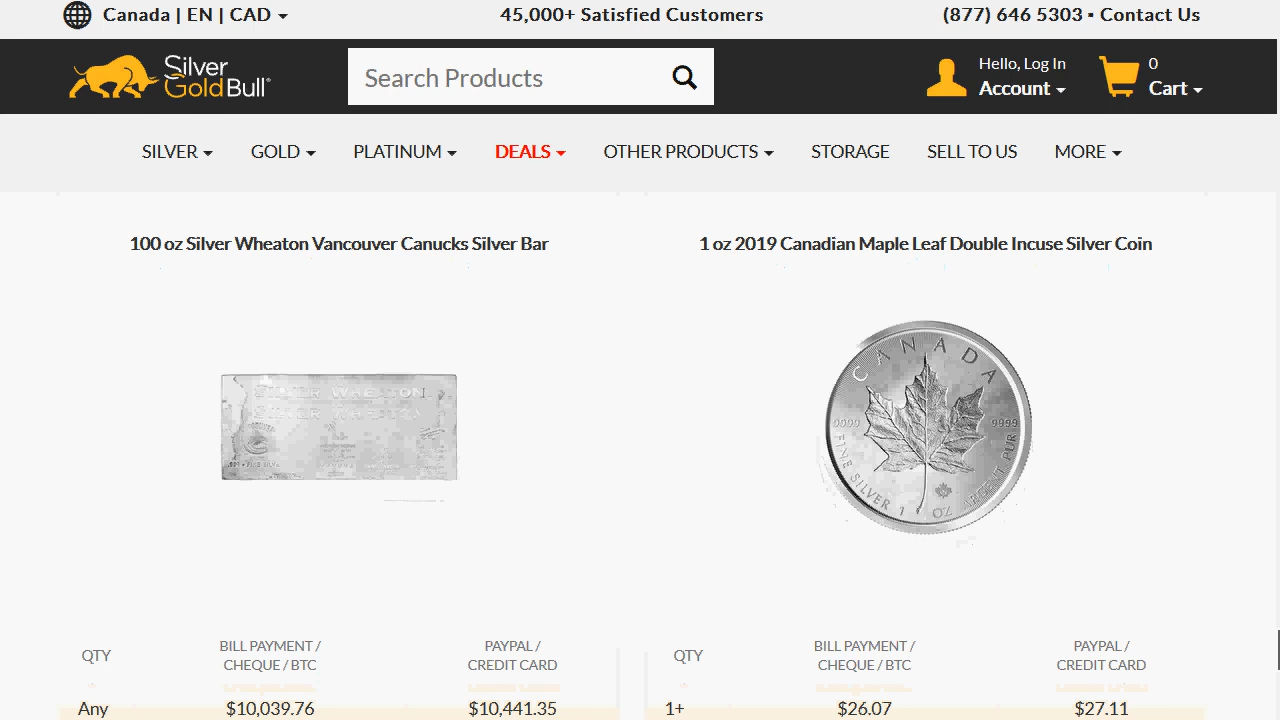 Canada | EN | CAD
45,000+ Satisfied Customers
(877) 646 5303 ▪ Contact Us
Silver
Gold Bull®
Search Products
Hello, Log In
Account
0
Cart
SILVER
GOLD
PLATINUM
DEALS
OTHER PRODUCTS
STORAGE
SELL TO US
MORE
100 oz Silver Wheaton Vancouver Canucks Silver Bar
1 oz 2019 Canadian Maple Leaf Double Incuse Silver Coin
SILVER WHEATON
SILVER WHEATON
CANADA
9999
9999
FINE SILVER 1 OZ ARGENT PUR
QTY
BILL PAYMENT /
CHEQUE / BTC
PAYPAL /
CREDIT CARD
QTY
BILL PAYMENT /
CHEQUE / BTC
PAYPAL /
CREDIT CARD
Any
$10,039.76
$10,441.35
1+
$26.07
$27.11